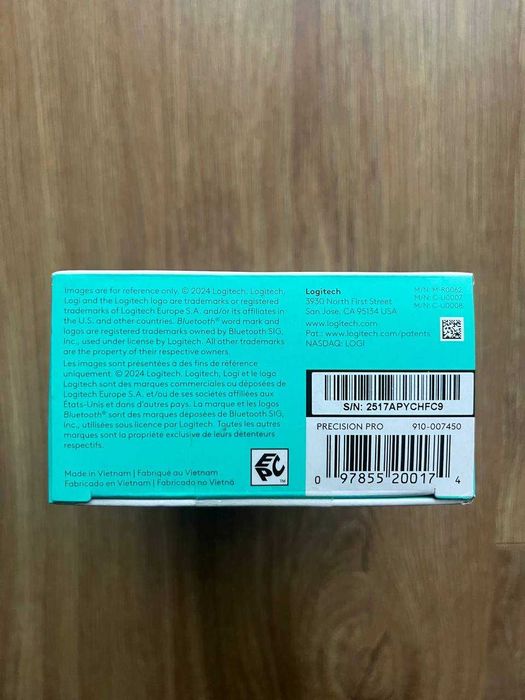 Images are for reference only. © 2024 Logitech. Logitech,
Logi and the Logitech logo are trademarks or registered
trademarks of Logitech Europe S.A. and/or its affiliates in
the U.S. and other countries. Bluetooth® word mark and
logos are registered trademarks owned by Bluetooth SIG,
Inc., used under license by Logitech. All other trademarks
are the property of their respective owners.
Les images sont présentées à des fins de référence
uniquement. © 2024 Logitech. Logitech, Logi et le logo
Logitech sont des marques commerciales ou déposées de
Logitech Europe S.A. et/ou de ses sociétés affiliées aux
États-Unis et dans d'autres pays. La marque et les logos
Bluetooth® sont des marques déposées de Bluetooth SIG,
Inc., utilisées sous licence par Logitech. Toutes les autres
marques sont la propriété exclusive de leurs détenteurs
respectifs.
Made in Vietnam | Fabriqué au Vietnam
Fabricado en Vietnam | Fabricado no Vietnã
EPC
TM
Logitech
3930 North First Street
San Jose, CA 95134 USA
www.logitech.com
Pat.: www.logitech.com/patents
NASDAQ: LOGI
M/N: M-R0062
M/N: C-U0007
M/N: C-U0008
S/N: 2517APYCHFC9
PRECISION PRO 910-007450
0 97855 20017 4